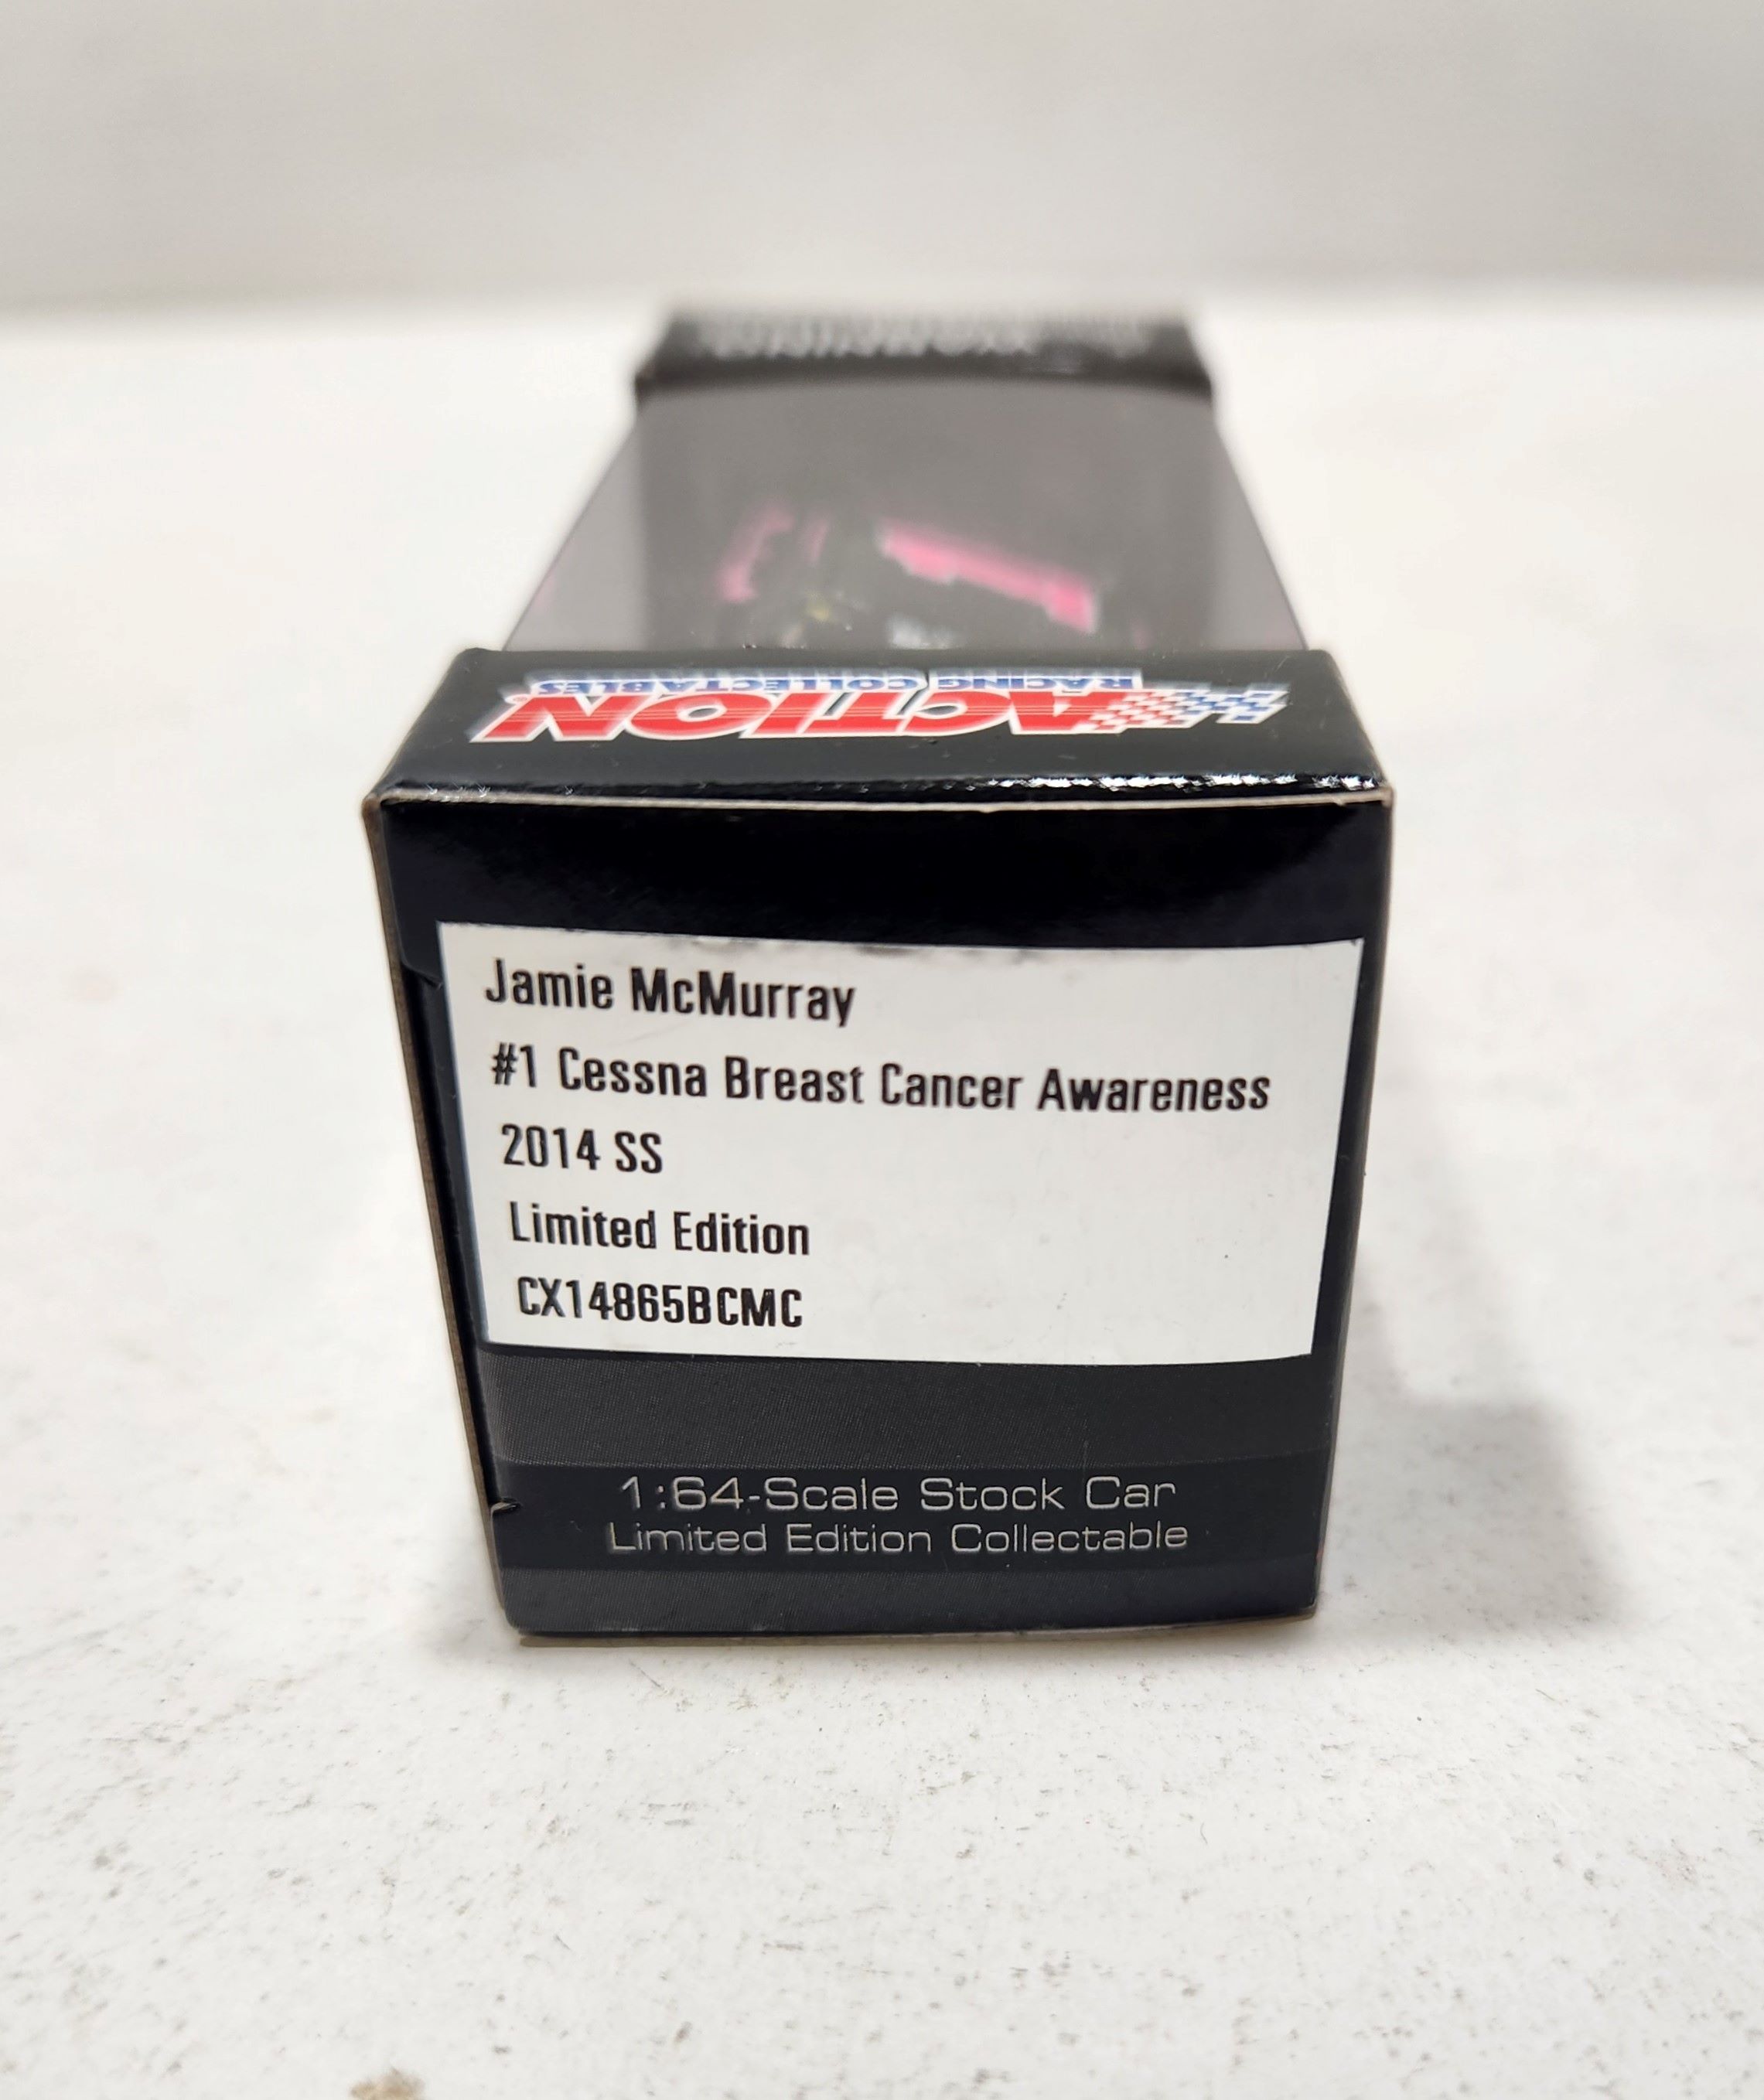 ACTION
RACING COLLECTABLES
Jamie McMurray
#1 Cessna Breast Cancer Awareness
2014 SS
Limited Edition
CX14865BCMC
1:64-Scale Stock Car
Limited Edition Collectable